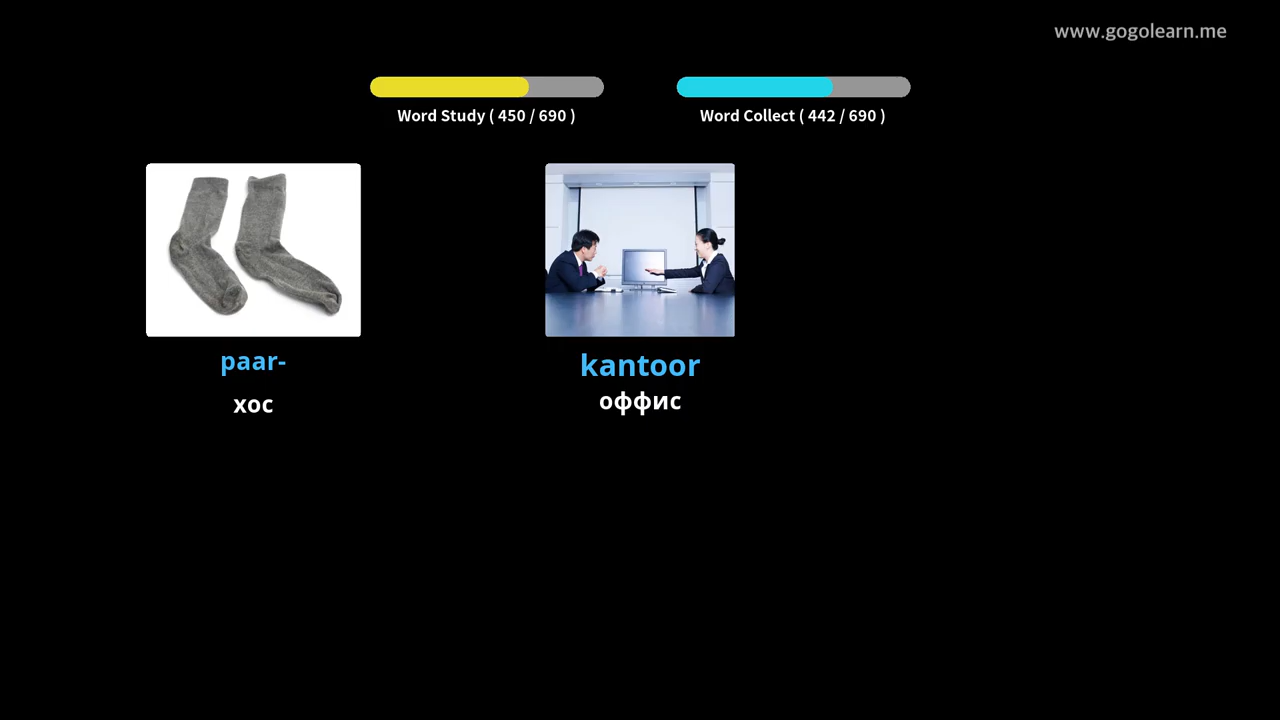 www.gogolearn.me
Word Study ( 450 / 690 )
Word Collect ( 442 / 690 )
paar-
хос
kantoor
оффис